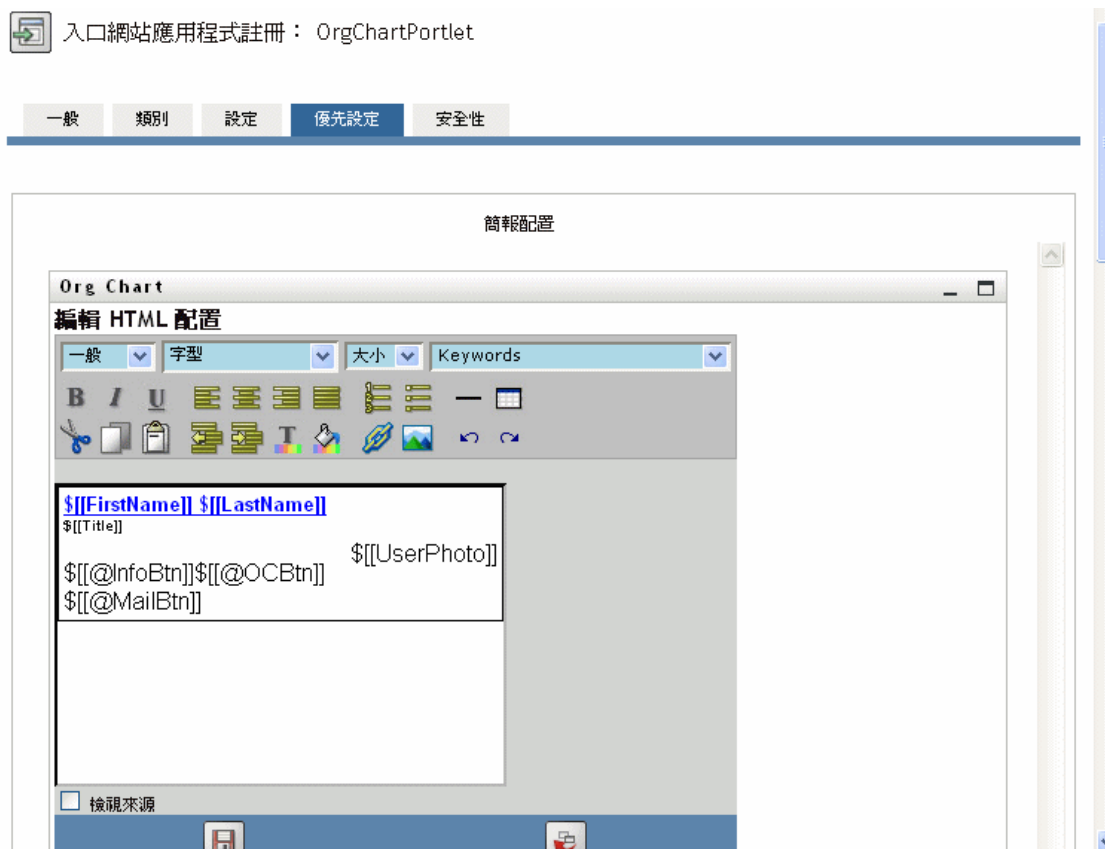 入口網站應用程式註冊： OrgChartPortlet
一般 類別 設定 優先設定 安全性
簡報配置
Org Chart
編輯 HTML 配置
一般 字型 大小 Keywords
B I U
T
$[[FirstName]] $[[LastName]]
$[[Title]]
$[[UserPhoto]]
$[[@InfoBtn]]$[[@OCBtn]]
$[[@MailBtn]]
檢視來源